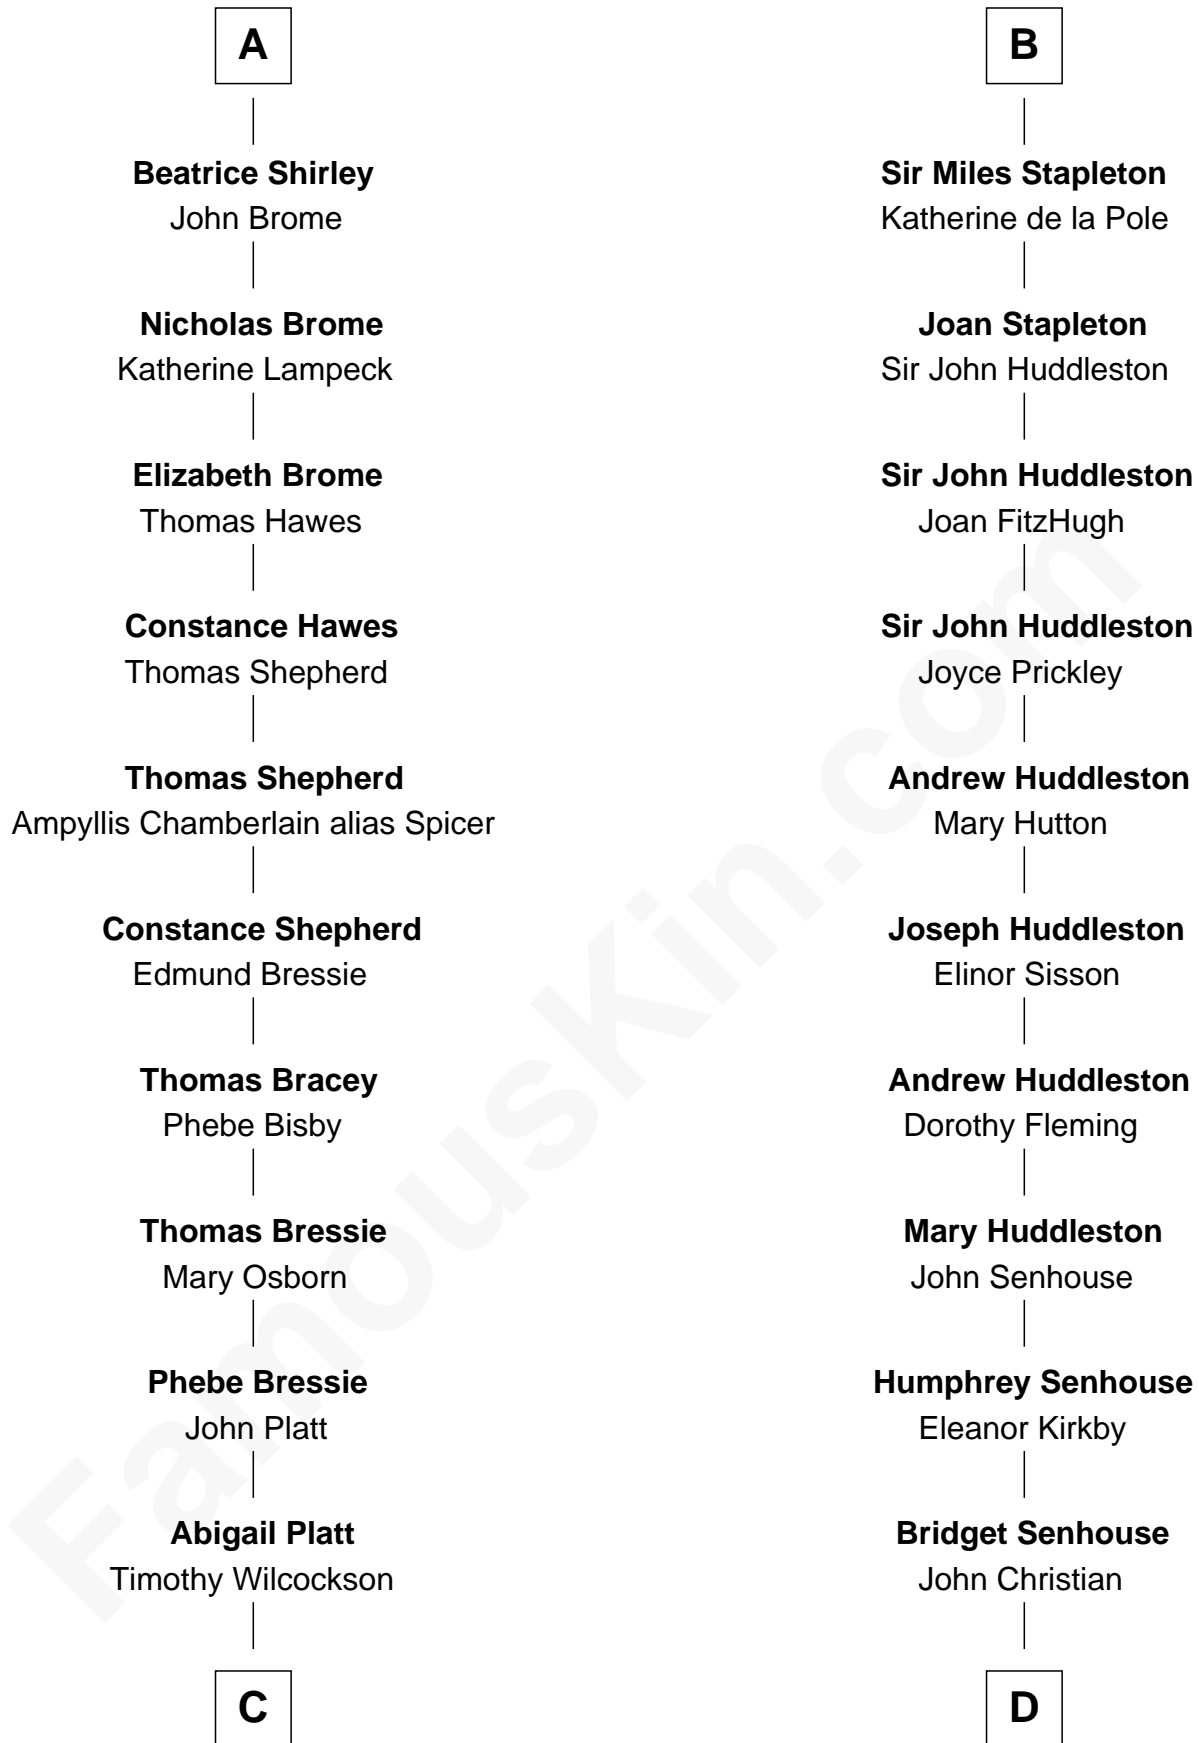 A
Beatrice Shirley
John Brome
Nicholas Brome
Katherine Lampeck
Elizabeth Brome
Thomas Hawes
Constance Hawes
Thomas Shepherd
Thomas Shepherd
Ampyllis Chamberlain alias Spicer
Constance Shepherd
Edmund Bressie
Thomas Bracey
Phebe Bisby
Thomas Bressie
Mary Osborn
Phebe Bressie
John Platt
Abigail Platt
Timothy Wilcockson
C
B
Sir Miles Stapleton
Katherine de la Pole
Joan Stapleton
Sir John Huddleston
Sir John Huddleston
Joan FitzHugh
Sir John Huddleston
Joyce Prickley
Andrew Huddleston
Mary Hutton
Joseph Huddleston
Elinor Sisson
Andrew Huddleston
Dorothy Fleming
Mary Huddleston
John Senhouse
Humphrey Senhouse
Eleanor Kirkby
Bridget Senhouse
John Christian
D
FamousKin.com